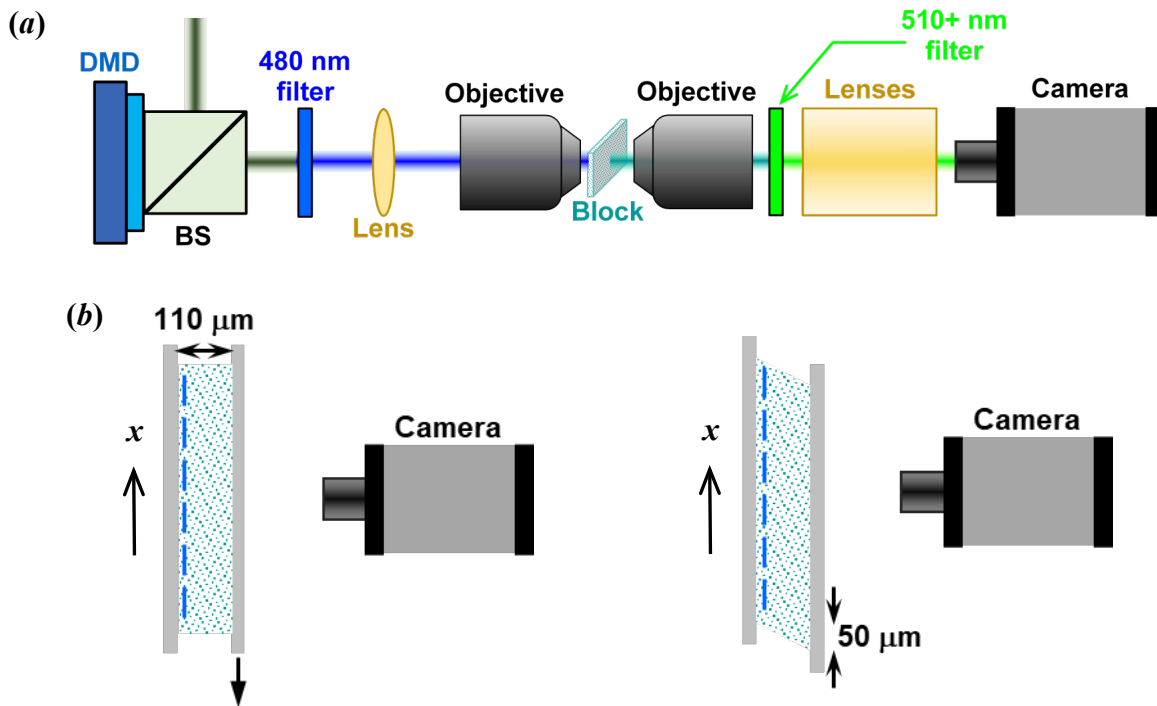 (a)
DMD
BS
480 nm
filter
Lens
Objective
Block
Objective
510+ nm
filter
Lenses
Camera
(b)
110 μm
x
Camera
x
Camera
50 μm